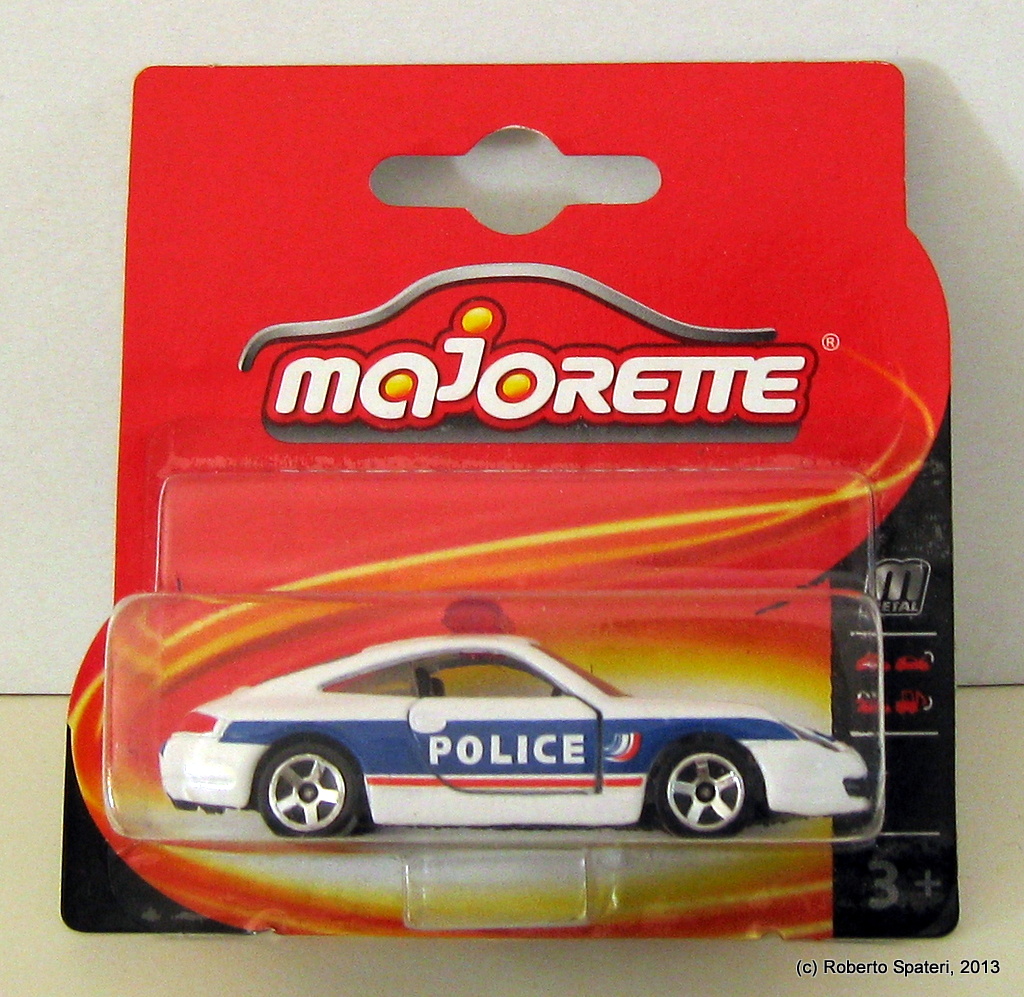 majORETTE ®
m
METAL
POLICE
3+
(c) Roberto Spateri, 2013